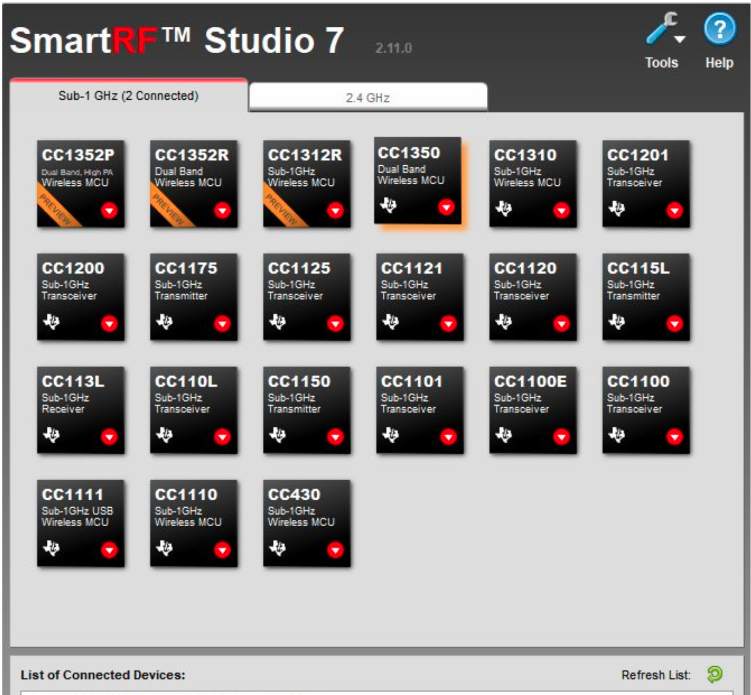 SmartRF™ Studio 7 2.11.0
Tools Help
Sub-1 GHz (2 Connected) 2.4 GHz
CC1352P
Dual Band, High PA
Wireless MCU
PREVIEW
CC1352R
Dual Band
Wireless MCU
PREVIEW
CC1312R
Sub-1GHz
Wireless MCU
PREVIEW
CC1350
Dual Band
Wireless MCU
CC1310
Sub-1GHz
Wireless MCU
CC1201
Sub-1GHz
Transceiver
CC1200
Sub-1GHz
Transceiver
CC1175
Sub-1GHz
Transmitter
CC1125
Sub-1GHz
Transceiver
CC1121
Sub-1GHz
Transceiver
CC1120
Sub-1GHz
Transceiver
CC115L
Sub-1GHz
Transmitter
CC113L
Sub-1GHz
Receiver
CC110L
Sub-1GHz
Transceiver
CC1150
Sub-1GHz
Transmitter
CC1101
Sub-1GHz
Transceiver
CC1100E
Sub-1GHz
Transceiver
CC1100
Sub-1GHz
Transceiver
CC1111
Sub-1GHz USB
Wireless MCU
CC1110
Sub-1GHz
Wireless MCU
CC430
Sub-1GHz
Wireless MCU
List of Connected Devices: Refresh List: